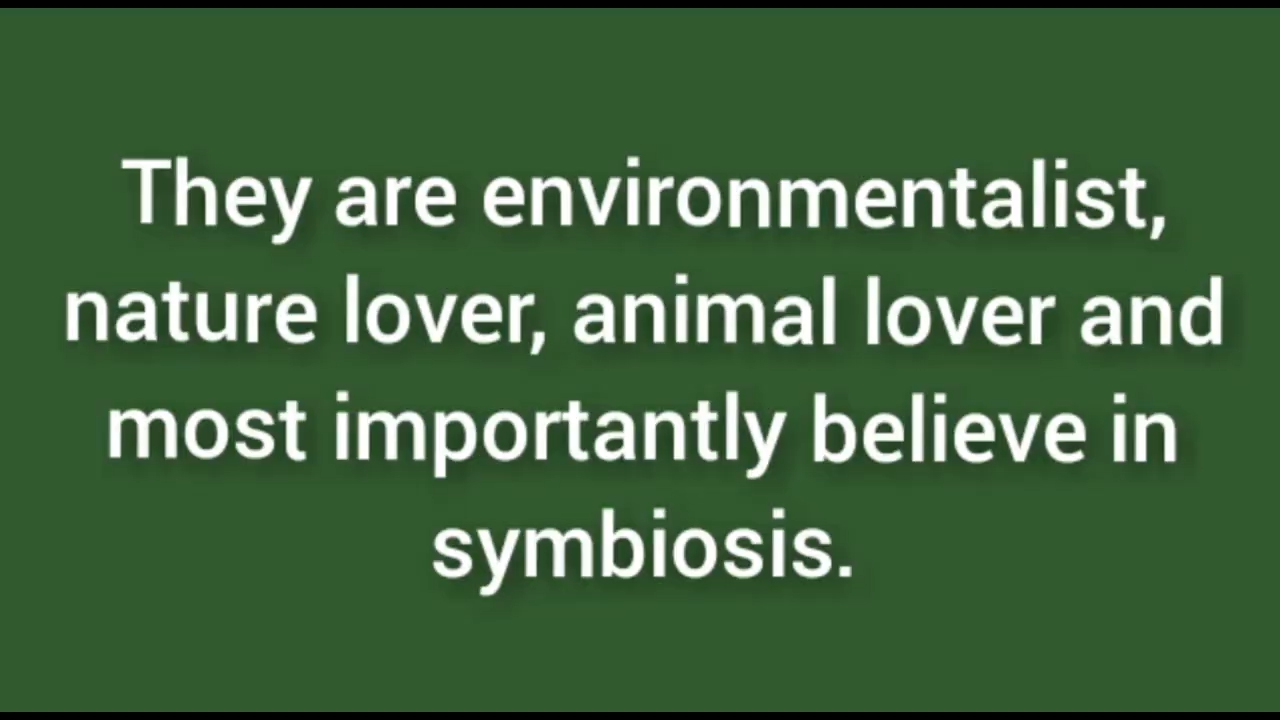 They are environmentalist,
nature lover, animal lover and
most importantly believe in
symbiosis.